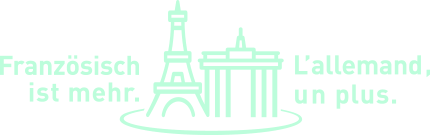 Französisch
ist mehr.
L'allemand,
un plus.